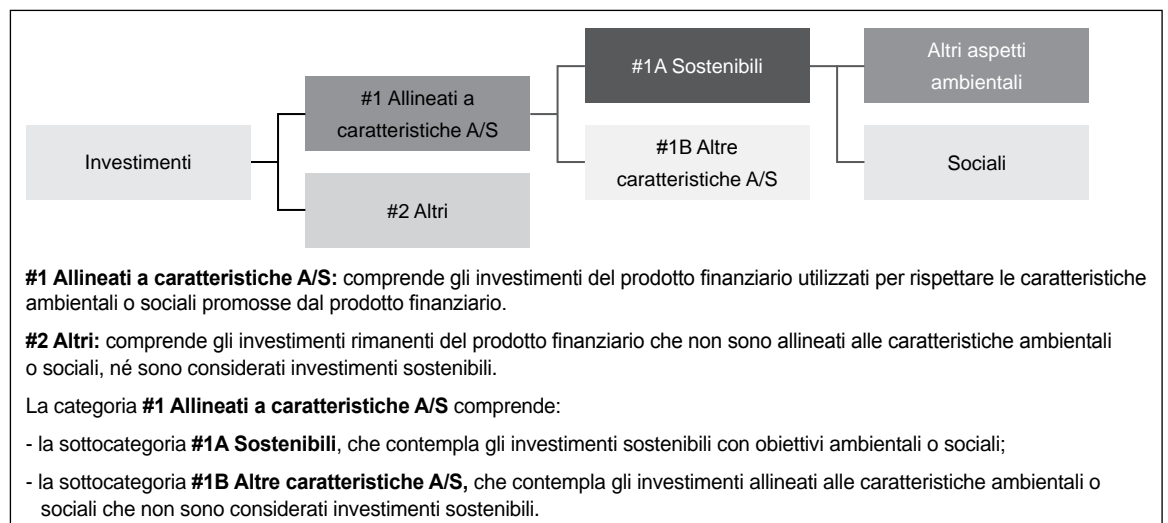 Investimenti
#1 Allineati a
caratteristiche A/S
#2 Altri
#1A Sostenibili
#1B Altre
caratteristiche A/S
Altri aspetti
ambientali
Sociali
#1 Allineati a caratteristiche A/S: comprende gli investimenti del prodotto finanziario utilizzati per rispettare le caratteristiche
ambientali o sociali promosse dal prodotto finanziario.
#2 Altri: comprende gli investimenti rimanenti del prodotto finanziario che non sono allineati alle caratteristiche ambientali
o sociali, né sono considerati investimenti sostenibili.
La categoria #1 Allineati a caratteristiche A/S comprende:
- la sottocategoria #1A Sostenibili, che contempla gli investimenti sostenibili con obiettivi ambientali o sociali;
- la sottocategoria #1B Altre caratteristiche A/S, che contempla gli investimenti allineati alle caratteristiche ambientali o
sociali che non sono considerati investimenti sostenibili.